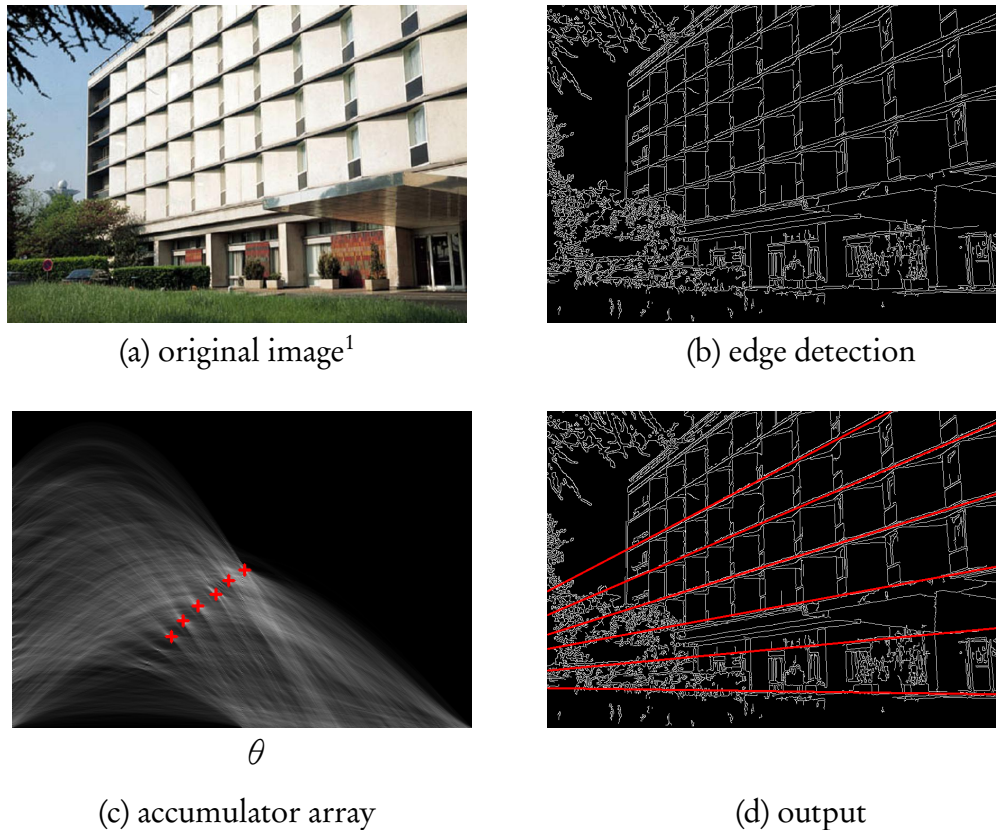 (a) original image¹
(b) edge detection
θ
(c) accumulator array
(d) output